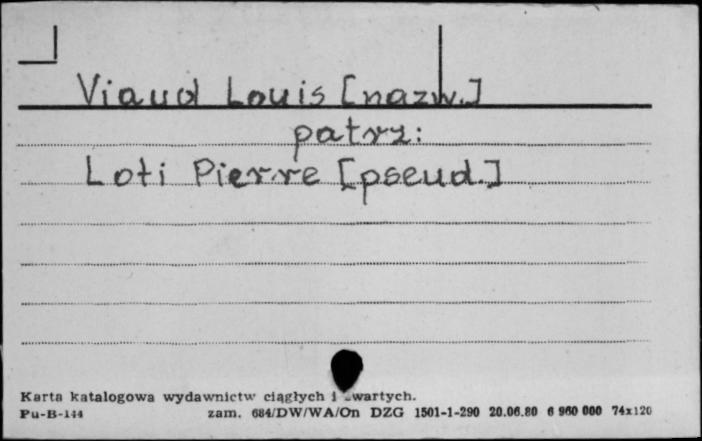 Viaud Louis [nazw.]
patrz:
Loti Pierre [pseud.]
Karta katalogowa wydawnictw ciągłych i zwartych.
Pu-B-144 zam. 684/DW/WA/On DZG 1501-1-290 20.06.80 6 960 000 74x120